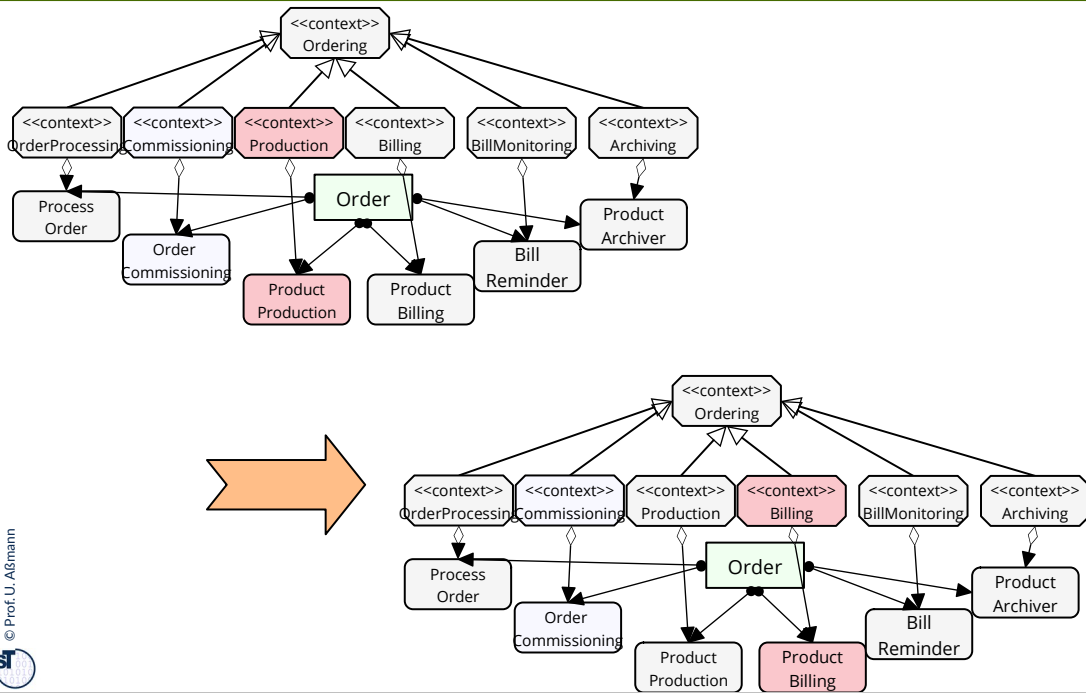 <<context>>
Ordering
<<context>>
OrderProcessing
<<context>>
Commissioning
<<context>>
Production
<<context>>
Billing
<<context>>
BillMonitoring
<<context>>
Archiving
Process
Order
Order
Commissioning
Order
Product
Production
Product
Billing
Bill
Reminder
Product
Archiver
<<context>>
Ordering
<<context>>
OrderProcessing
<<context>>
Commissioning
<<context>>
Production
<<context>>
Billing
<<context>>
BillMonitoring
<<context>>
Archiving
Process
Order
Order
Commissioning
Order
Product
Production
Product
Billing
Bill
Reminder
Product
Archiver
© Prof. U. Aßmann
ST